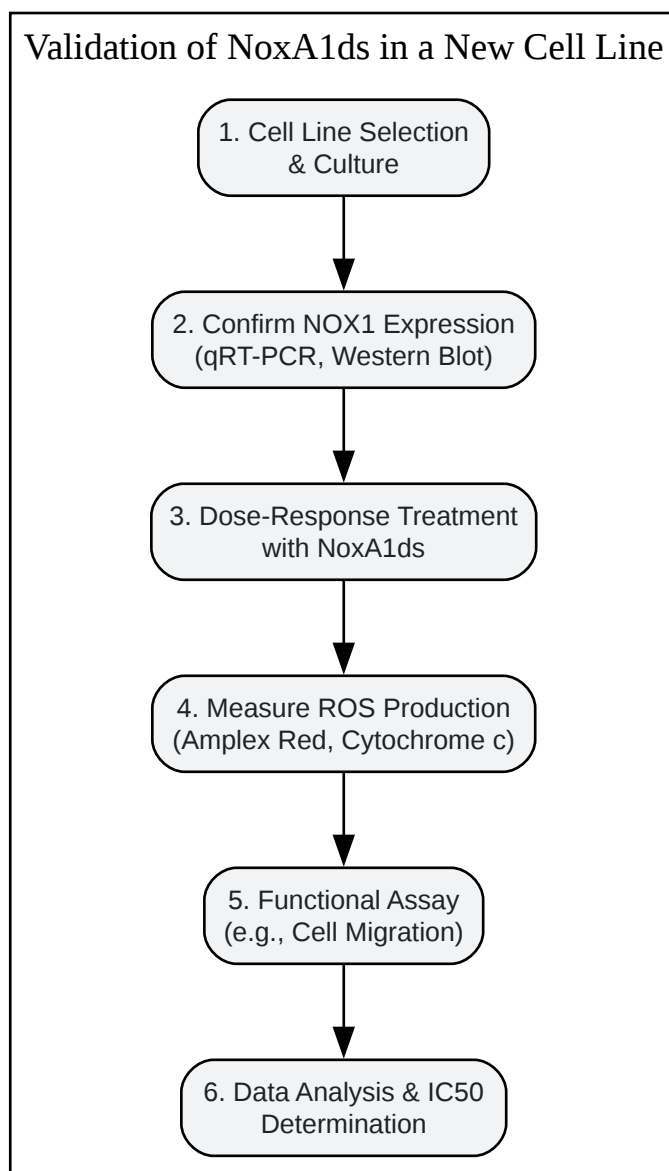 Validation of NoxA1ds in a New Cell Line
1. Cell Line Selection
& Culture
2. Confirm NOX1 Expression
(qRT-PCR, Western Blot)
3. Dose-Response Treatment
with NoxA1ds
4. Measure ROS Production
(Amplex Red, Cytochrome c)
5. Functional Assay
(e.g., Cell Migration)
6. Data Analysis & IC50
Determination